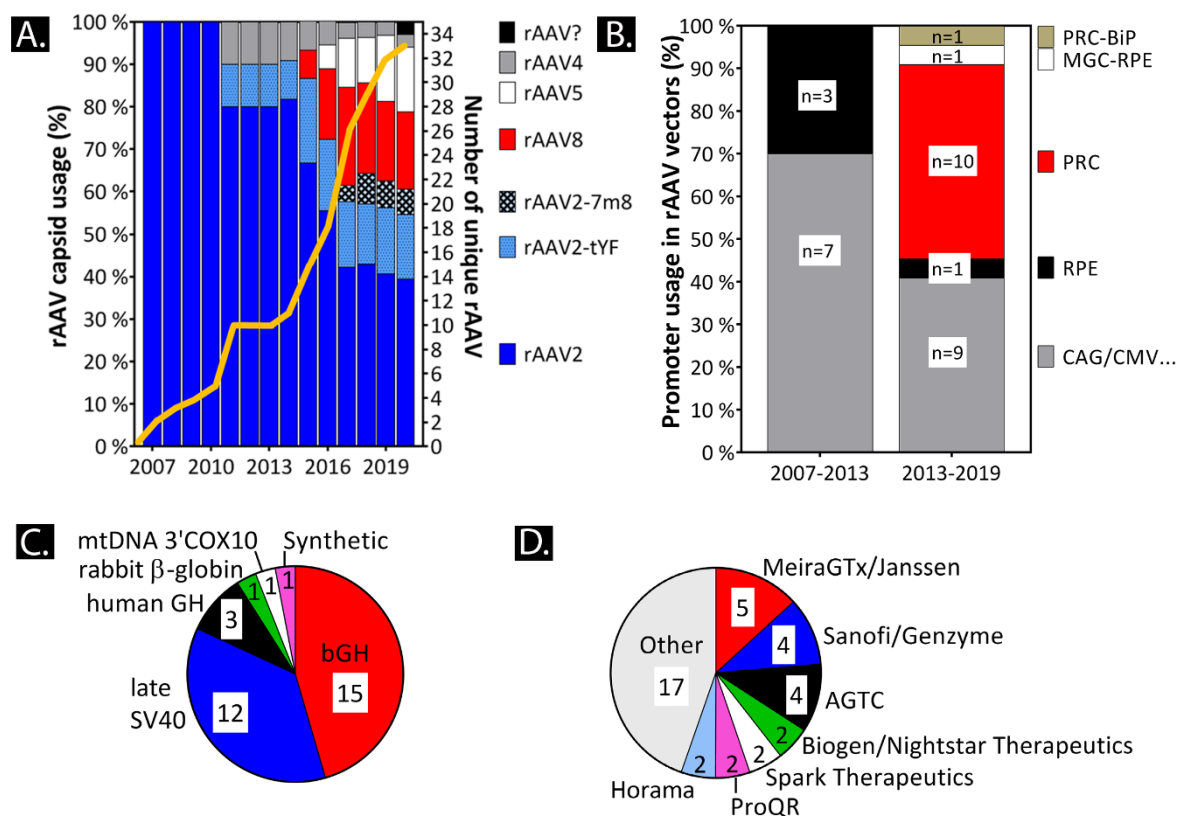 A.
rAAV capsid usage (%)
100 %
90 %
80 %
70 %
60 %
50 %
40 %
30 %
20 %
10 %
0 %
2007
2010
2013
2016
2019
34
32
30
28
26
24
22
20
18
16
14
12
10
8
6
4
2
0
Number of unique rAAV
rAAV?
rAAV4
rAAV5
rAAV8
rAAV2-7m8
rAAV2-tYF
rAAV2
B.
Promoter usage in rAAV vectors (%)
100 %
90 %
80 %
70 %
60 %
50 %
40 %
30 %
20 %
10 %
0 %
n=3
n=7
n=1
n=1
n=10
n=1
n=9
2007-2013
2013-2019
PRC-BiP
MGC-RPE
PRC
RPE
CAG/CMV...
C.
mtDNA 3'COX10
Synthetic
rabbit β-globin
human GH
late
SV40
bGH
1
1
1
3
12
15
D.
MeiraGTx/Janssen
Sanofi/Genzyme
AGTC
Biogen/Nightstar Therapeutics
Spark Therapeutics
ProQR
Horama
Other
5
4
4
2
2
2
2
17